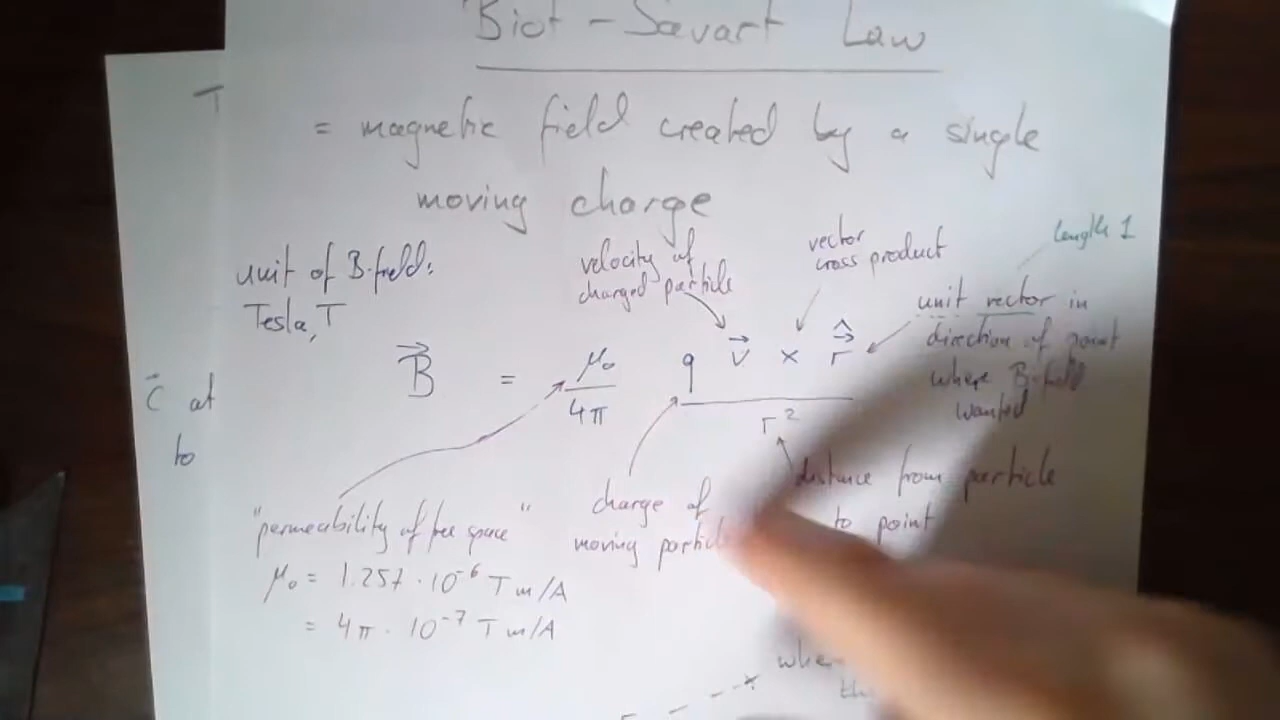 Biot - Savart Law
= magnetic field created by a single
moving charge
unit of B-field:
Tesla, T
velocity of
charged particle
vector
cross product
length 1
unit vector in
direction of point
where B-field
wanted
B⃗ = μ₀/4π q v⃗ × r̂⃗ / r²
c⃗ at
to
"permeability of free space"
μ₀ = 1.257 · 10⁻⁶ T m/A
= 4π · 10⁻⁷ T m/A
charge of
moving particle
distance from particle
to point